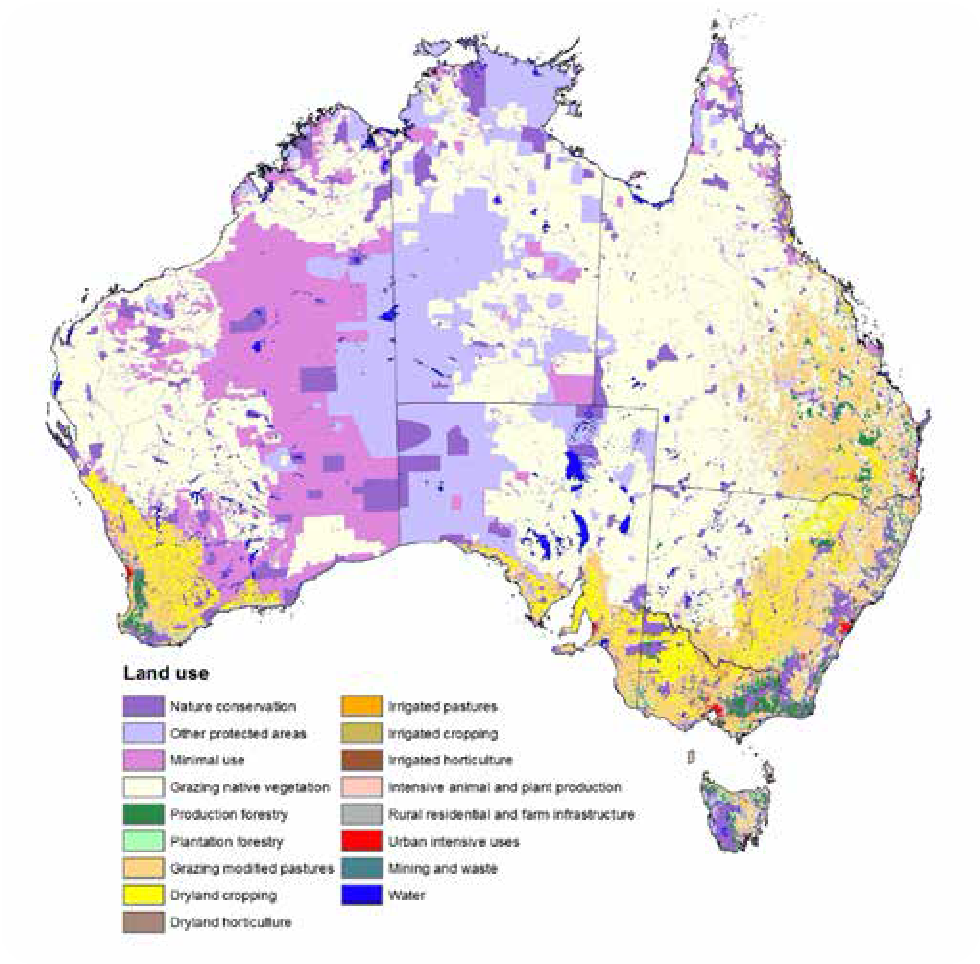 Land use
Nature conservation
Other protected areas
Minimal use
Grazing native vegetation
Production forestry
Plantation forestry
Grazing modified pastures
Dryland cropping
Dryland horticulture
Irrigated pastures
Irrigated cropping
Irrigated horticulture
Intensive animal and plant production
Rural residential and farm infrastructure
Urban intensive uses
Mining and waste
Water